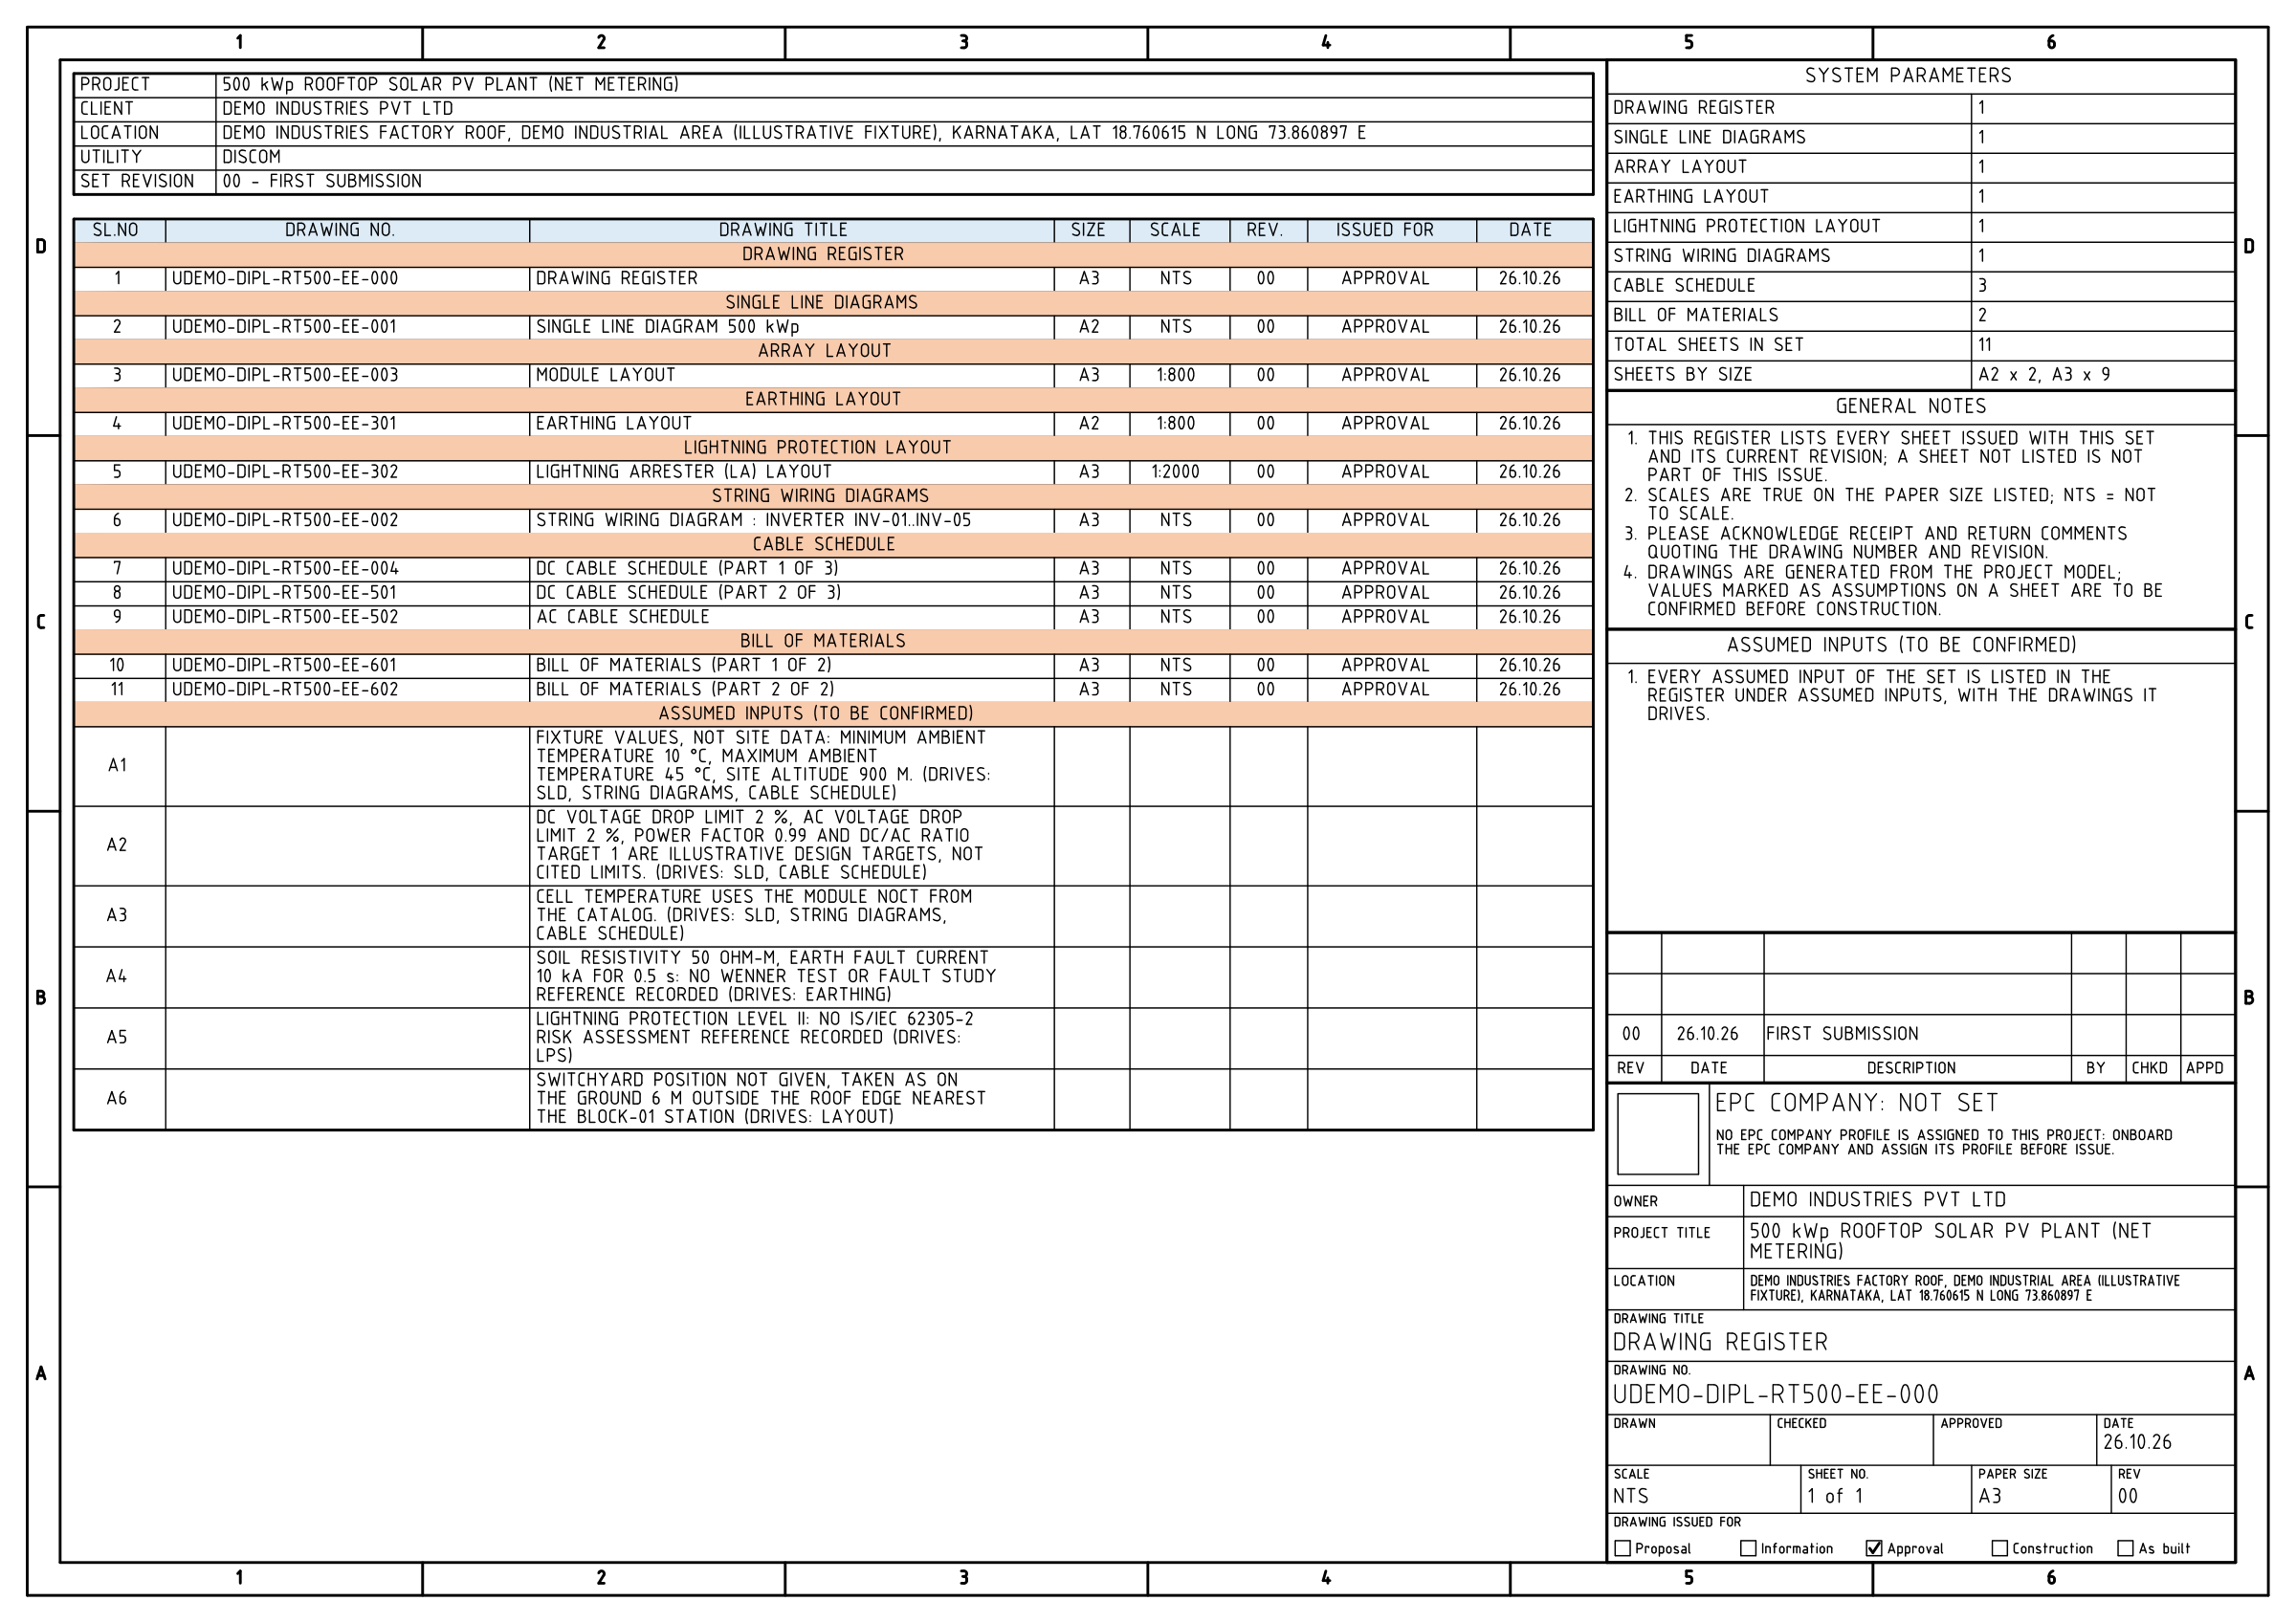 1 2 3 4 5 6
PROJECT 500 kWp ROOFTOP SOLAR PV PLANT (NET METERING)
CLIENT DEMO INDUSTRIES PVT LTD
LOCATION DEMO INDUSTRIES FACTORY ROOF, DEMO INDUSTRIAL AREA (ILLUSTRATIVE FIXTURE), KARNATAKA, LAT 18.760615 N LONG 73.860897 E
UTILITY DISCOM
SET REVISION 00 - FIRST SUBMISSION
SL.NO DRAWING NO. DRAWING TITLE SIZE SCALE REV. ISSUED FOR DATE
DRAWING REGISTER
1 UDEMO-DIPL-RT500-EE-000 DRAWING REGISTER A3 NTS 00 APPROVAL 26.10.26
SINGLE LINE DIAGRAMS
2 UDEMO-DIPL-RT500-EE-001 SINGLE LINE DIAGRAM 500 kWp A2 NTS 00 APPROVAL 26.10.26
ARRAY LAYOUT
3 UDEMO-DIPL-RT500-EE-003 MODULE LAYOUT A3 1:800 00 APPROVAL 26.10.26
EARTHING LAYOUT
4 UDEMO-DIPL-RT500-EE-301 EARTHING LAYOUT A2 1:800 00 APPROVAL 26.10.26
LIGHTNING PROTECTION LAYOUT
5 UDEMO-DIPL-RT500-EE-302 LIGHTNING ARRESTER (LA) LAYOUT A3 1:2000 00 APPROVAL 26.10.26
STRING WIRING DIAGRAMS
6 UDEMO-DIPL-RT500-EE-002 STRING WIRING DIAGRAM : INVERTER INV-01..INV-05 A3 NTS 00 APPROVAL 26.10.26
CABLE SCHEDULE
7 UDEMO-DIPL-RT500-EE-004 DC CABLE SCHEDULE (PART 1 OF 3) A3 NTS 00 APPROVAL 26.10.26
8 UDEMO-DIPL-RT500-EE-501 DC CABLE SCHEDULE (PART 2 OF 3) A3 NTS 00 APPROVAL 26.10.26
9 UDEMO-DIPL-RT500-EE-502 AC CABLE SCHEDULE A3 NTS 00 APPROVAL 26.10.26
BILL OF MATERIALS
10 UDEMO-DIPL-RT500-EE-601 BILL OF MATERIALS (PART 1 OF 2) A3 NTS 00 APPROVAL 26.10.26
11 UDEMO-DIPL-RT500-EE-602 BILL OF MATERIALS (PART 2 OF 2) A3 NTS 00 APPROVAL 26.10.26
ASSUMED INPUTS (TO BE CONFIRMED)
A1
FIXTURE VALUES, NOT SITE DATA: MINIMUM AMBIENT
TEMPERATURE 10 °C, MAXIMUM AMBIENT
TEMPERATURE 45 °C, SITE ALTITUDE 900 M. (DRIVES:
SLD, STRING DIAGRAMS, CABLE SCHEDULE)
A2
DC VOLTAGE DROP LIMIT 2 %, AC VOLTAGE DROP
LIMIT 2 %, POWER FACTOR 0.99 AND DC/AC RATIO
TARGET 1 ARE ILLUSTRATIVE DESIGN TARGETS, NOT
CITED LIMITS. (DRIVES: SLD, CABLE SCHEDULE)
A3
CELL TEMPERATURE USES THE MODULE NOCT FROM
THE CATALOG. (DRIVES: SLD, STRING DIAGRAMS,
CABLE SCHEDULE)
A4
SOIL RESISTIVITY 50 OHM-M, EARTH FAULT CURRENT
10 kA FOR 0.5 s: NO WENNER TEST OR FAULT STUDY
REFERENCE RECORDED (DRIVES: EARTHING)
A5
LIGHTNING PROTECTION LEVEL II: NO IS/IEC 62305-2
RISK ASSESSMENT REFERENCE RECORDED (DRIVES:
LPS)
A6
SWITCHYARD POSITION NOT GIVEN, TAKEN AS ON
THE GROUND 6 M OUTSIDE THE ROOF EDGE NEAREST
THE BLOCK-01 STATION (DRIVES: LAYOUT)
SYSTEM PARAMETERS
DRAWING REGISTER 1
SINGLE LINE DIAGRAMS 1
ARRAY LAYOUT 1
EARTHING LAYOUT 1
LIGHTNING PROTECTION LAYOUT 1
STRING WIRING DIAGRAMS 1
CABLE SCHEDULE 3
BILL OF MATERIALS 2
TOTAL SHEETS IN SET 11
SHEETS BY SIZE A2 x 2, A3 x 9
GENERAL NOTES
1. THIS REGISTER LISTS EVERY SHEET ISSUED WITH THIS SET
AND ITS CURRENT REVISION; A SHEET NOT LISTED IS NOT
PART OF THIS ISSUE.
2. SCALES ARE TRUE ON THE PAPER SIZE LISTED; NTS = NOT
TO SCALE.
3. PLEASE ACKNOWLEDGE RECEIPT AND RETURN COMMENTS
QUOTING THE DRAWING NUMBER AND REVISION.
4. DRAWINGS ARE GENERATED FROM THE PROJECT MODEL;
VALUES MARKED AS ASSUMPTIONS ON A SHEET ARE TO BE
CONFIRMED BEFORE CONSTRUCTION.
ASSUMED INPUTS (TO BE CONFIRMED)
1. EVERY ASSUMED INPUT OF THE SET IS LISTED IN THE
REGISTER UNDER ASSUMED INPUTS, WITH THE DRAWINGS IT
DRIVES.
00 26.10.26 FIRST SUBMISSION
REV DATE DESCRIPTION BY CHKD APPD
EPC COMPANY: NOT SET
NO EPC COMPANY PROFILE IS ASSIGNED TO THIS PROJECT: ONBOARD
THE EPC COMPANY AND ASSIGN ITS PROFILE BEFORE ISSUE.
OWNER DEMO INDUSTRIES PVT LTD
PROJECT TITLE 500 kWp ROOFTOP SOLAR PV PLANT (NET
METERING)
LOCATION DEMO INDUSTRIES FACTORY ROOF, DEMO INDUSTRIAL AREA (ILLUSTRATIVE
FIXTURE), KARNATAKA, LAT 18.760615 N LONG 73.860897 E
DRAWING TITLE
DRAWING REGISTER
DRAWING NO.
UDEMO-DIPL-RT500-EE-000
DRAWN CHECKED APPROVED DATE
26.10.26
SCALE SHEET NO. PAPER SIZE REV
NTS 1 of 1 A3 00
DRAWING ISSUED FOR
Proposal Information Approval Construction As built
D D
C C
B B
A A
1 2 3 4 5 6